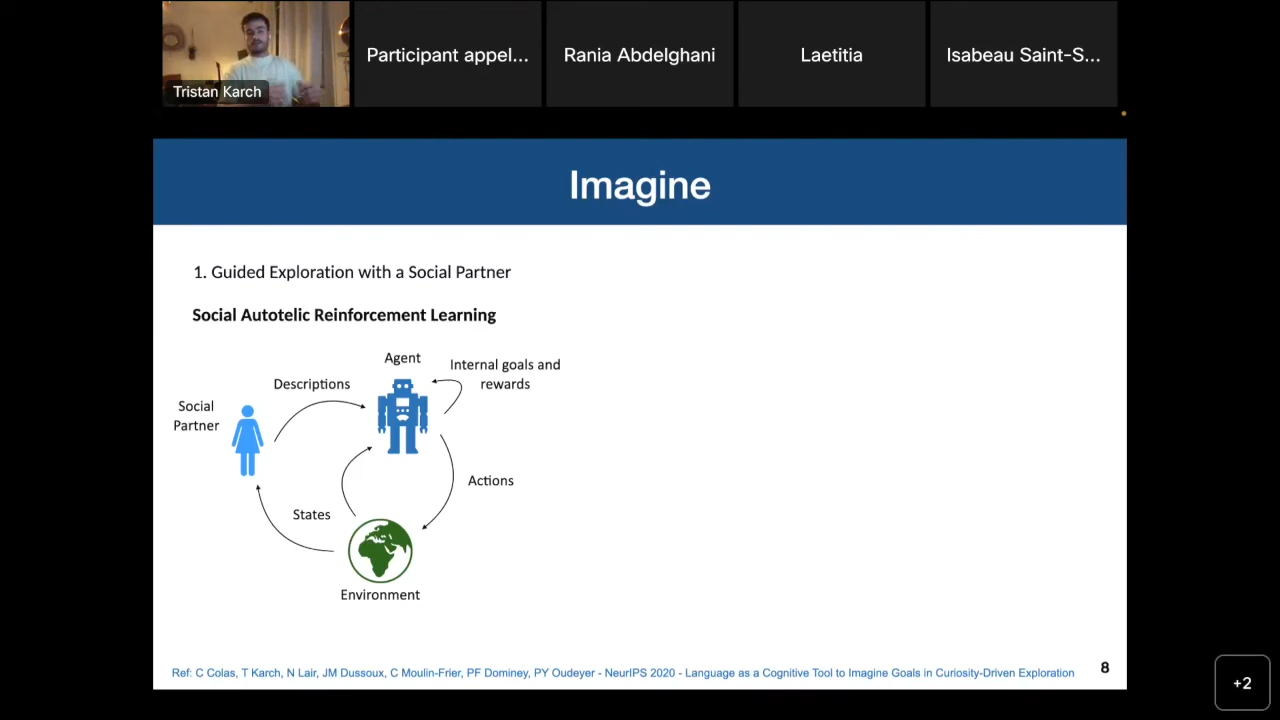 Tristan Karch
Participant appel...
Rania Abdelghani
Laetitia
Isabeau Saint-S...
Imagine
1. Guided Exploration with a Social Partner
Social Autotelic Reinforcement Learning
Agent
Internal goals and
rewards
Descriptions
Social
Partner
Actions
States
Environment
Ref: C Colas, T Karch, N Lair, JM Dussoux, C Moulin-Frier, PF Dominey, PY Oudeyer - NeurIPS 2020 - Language as a Cognitive Tool to Imagine Goals in Curiosity-Driven Exploration
8
+2